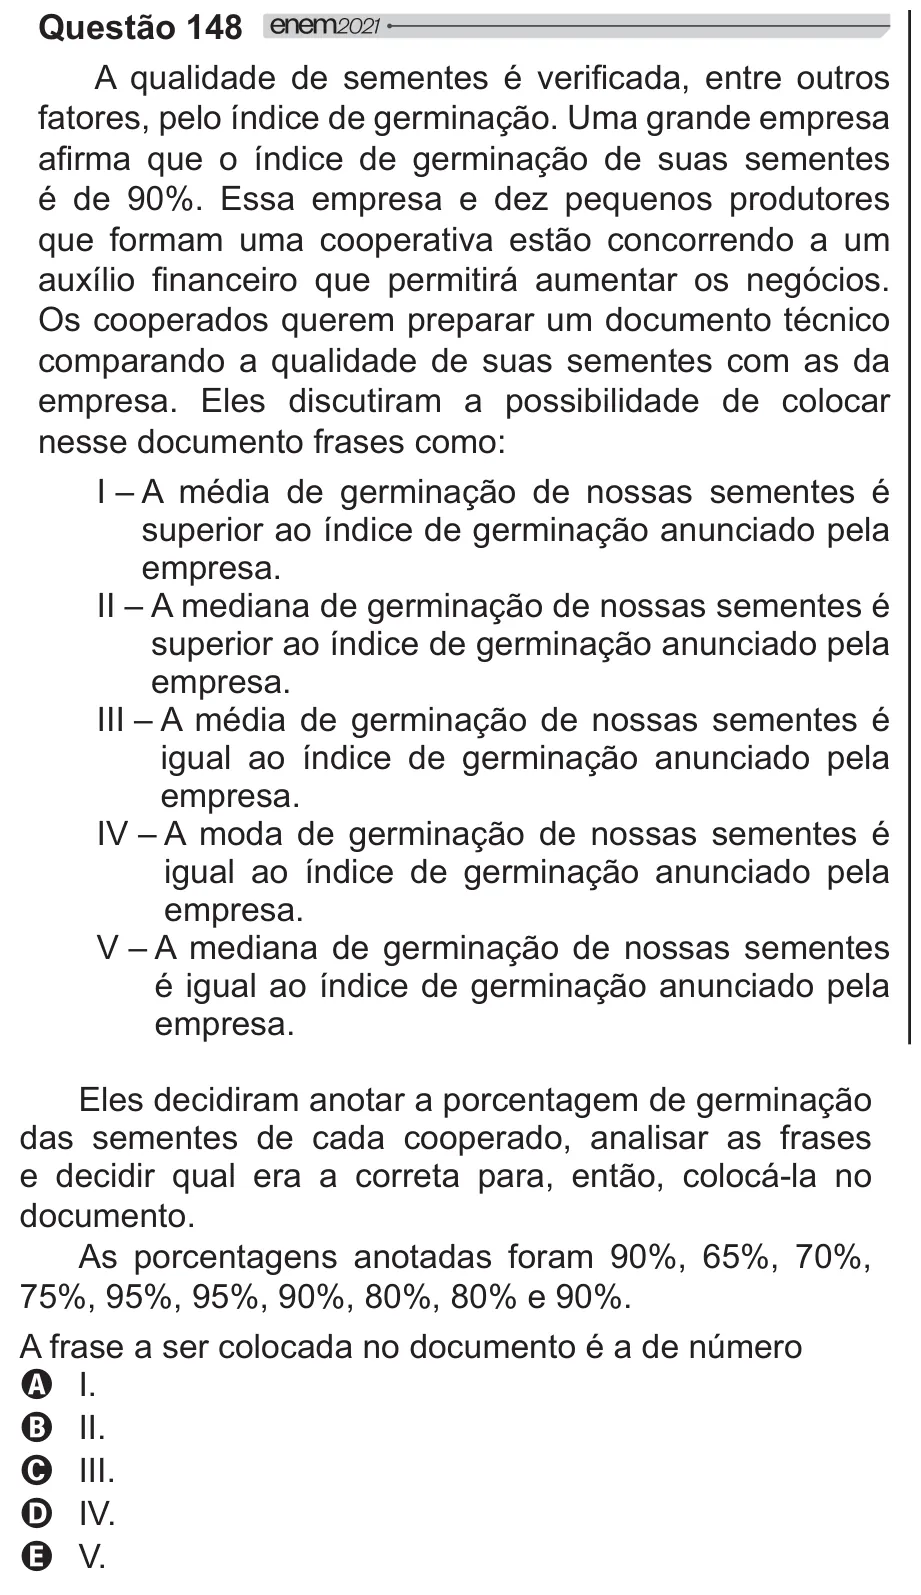 Questão 148 enem2021
A qualidade de sementes é verificada, entre outros
fatores, pelo índice de germinação. Uma grande empresa
afirma que o índice de germinação de suas sementes
é de 90%. Essa empresa e dez pequenos produtores
que formam uma cooperativa estão concorrendo a um
auxílio financeiro que permitirá aumentar os negócios.
Os cooperados querem preparar um documento técnico
comparando a qualidade de suas sementes com as da
empresa. Eles discutiram a possibilidade de colocar
nesse documento frases como:
I – A média de germinação de nossas sementes é
superior ao índice de germinação anunciado pela
empresa.
II – A mediana de germinação de nossas sementes é
superior ao índice de germinação anunciado pela
empresa.
III – A média de germinação de nossas sementes é
igual ao índice de germinação anunciado pela
empresa.
IV – A moda de germinação de nossas sementes é
igual ao índice de germinação anunciado pela
empresa.
V – A mediana de germinação de nossas sementes
é igual ao índice de germinação anunciado pela
empresa.
Eles decidiram anotar a porcentagem de germinação
das sementes de cada cooperado, analisar as frases
e decidir qual era a correta para, então, colocá-la no
documento.
As porcentagens anotadas foram 90%, 65%, 70%,
75%, 95%, 95%, 90%, 80%, 80% e 90%.
A frase a ser colocada no documento é a de número
A I.
B II.
C III.
D IV.
E V.